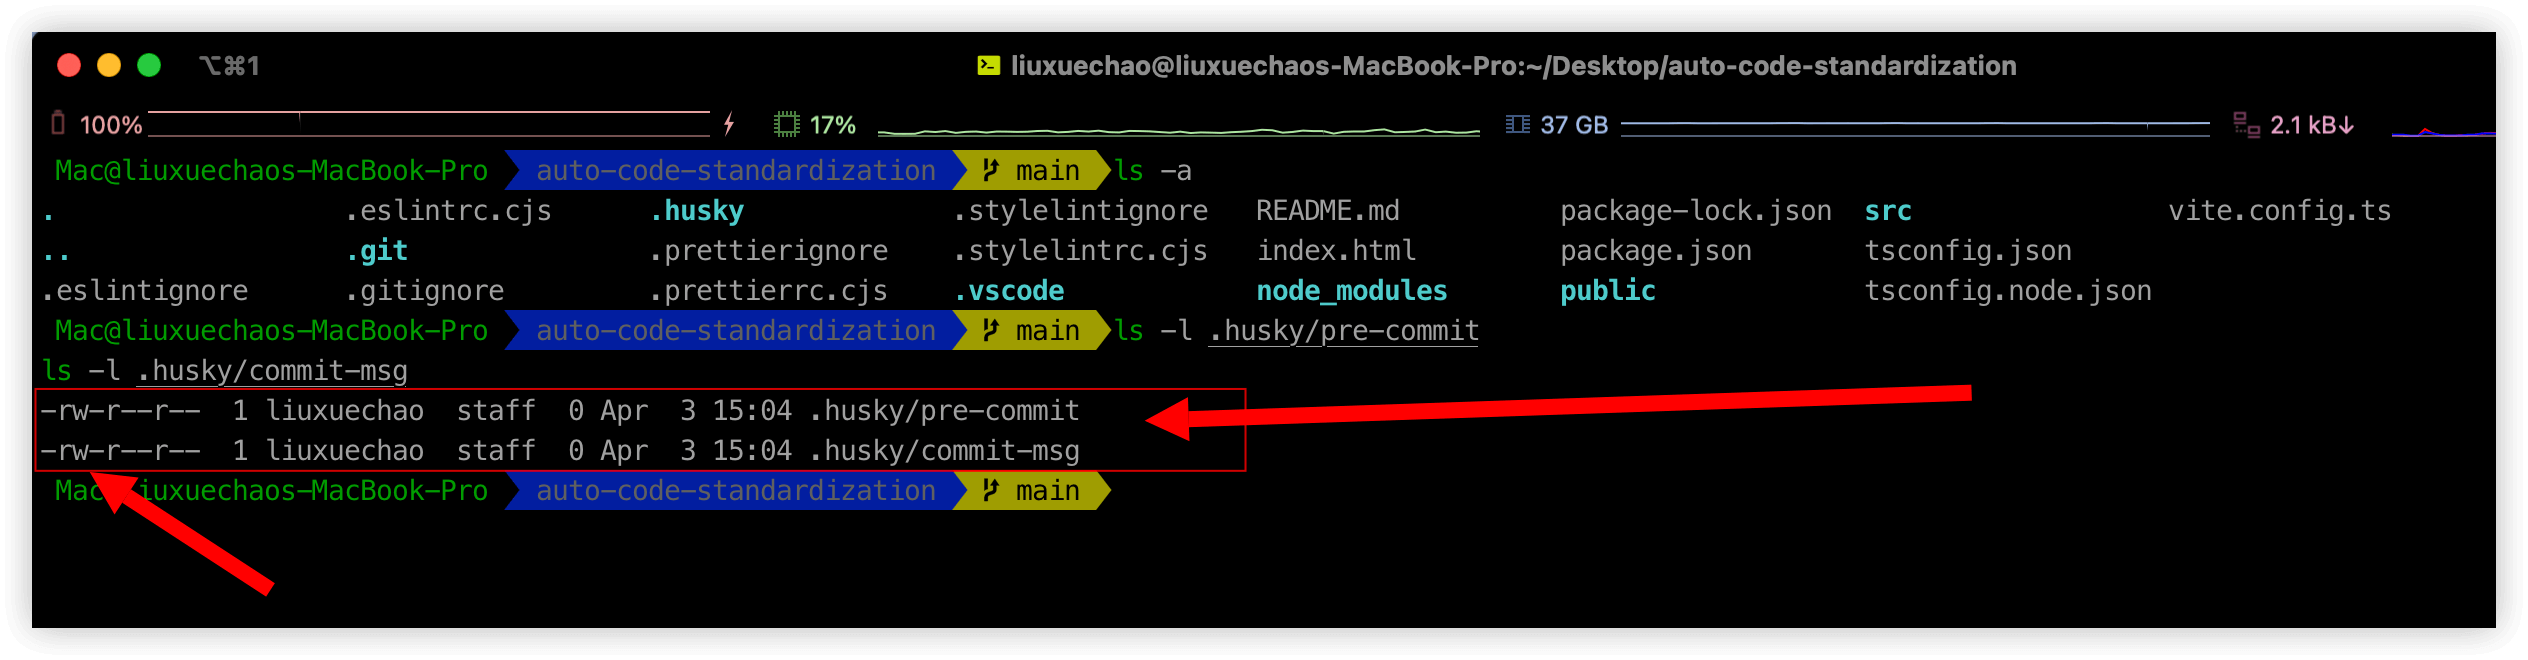 ⌥⌘1 liuxuechao@liuxuechaos-MacBook-Pro:~/Desktop/auto-code-standardization
100% 17% 37 GB 2.1 kB↓
Mac@liuxuechaos-MacBook-Pro auto-code-standardization main ls -a
. .eslintrc.cjs .husky .stylelintignore README.md package-lock.json src vite.config.ts
.. .git .prettierignore .stylelintrc.cjs index.html package.json tsconfig.json
.eslintignore .gitignore .prettierrc.cjs .vscode node_modules public tsconfig.node.json
Mac@liuxuechaos-MacBook-Pro auto-code-standardization main ls -l .husky/pre-commit
ls -l .husky/commit-msg
-rw-r--r-- 1 liuxuechao staff 0 Apr 3 15:04 .husky/pre-commit
-rw-r--r-- 1 liuxuechao staff 0 Apr 3 15:04 .husky/commit-msg
Mac@liuxuechaos-MacBook-Pro auto-code-standardization main